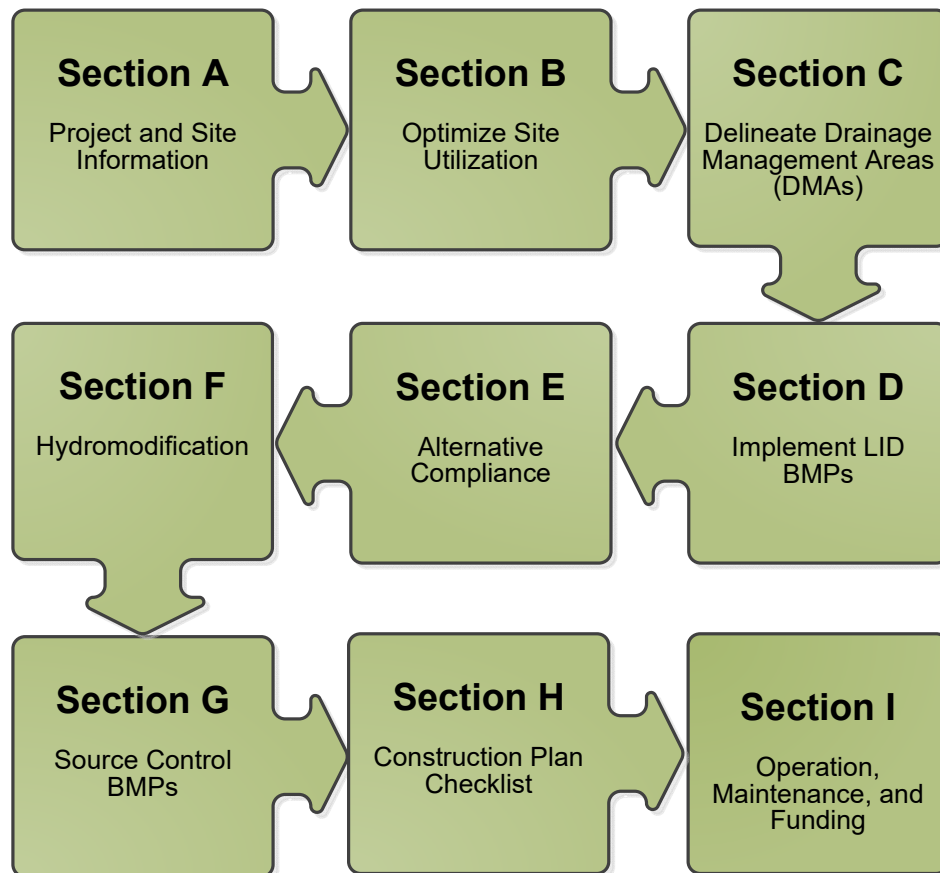 Section A
Project and Site
Information
Section B
Optimize Site
Utilization
Section C
Delineate Drainage
Management Areas
(DMAs)
Section D
Implement LID
BMPs
Section E
Alternative
Compliance
Section F
Hydromodification
Section G
Source Control
BMPs
Section H
Construction Plan
Checklist
Section I
Operation,
Maintenance, and
Funding